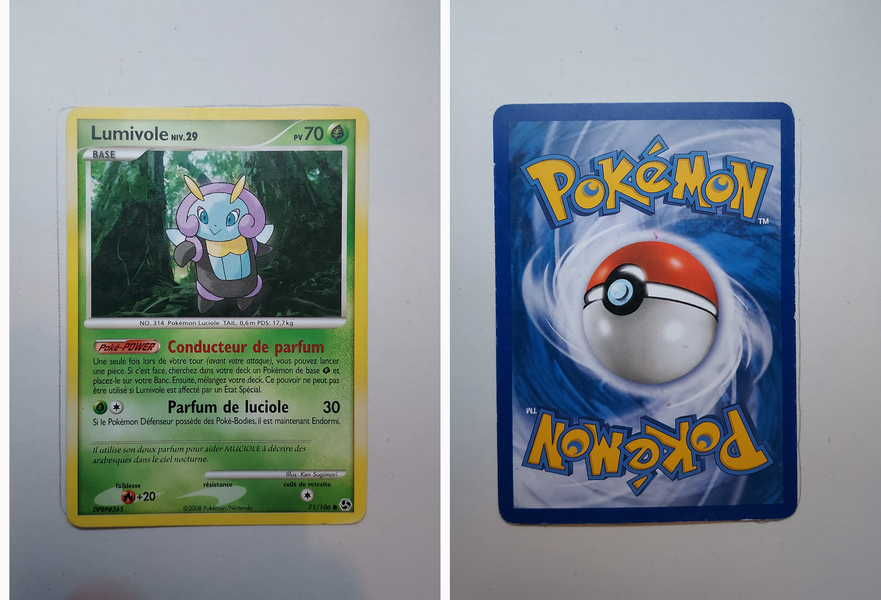 Lumivole NIV.29
PV 70
BASE
NO. 314 Pokémon Luciole TAIL: 0,6m PDS: 17,7kg
Poké-POWER Conducteur de parfum
Une seule fois lors de votre tour (avant votre attaque), vous pouvez lancer
une pièce. Si c'est face, cherchez dans votre deck un Pokémon de base et
placez-le sur votre Banc. Ensuite, mélangez votre deck. Ce pouvoir ne peut pas
être utilisé si Lumivole est affecté par un État Spécial.
Parfum de luciole 30
Si le Pokémon Défenseur possède des Poké-Bodies, il est maintenant Endormi.
Il utilise son doux parfum pour aider MUCIOLE à décrire des
arabesques dans le ciel nocturne.
Illus. Ken Sugimori
faiblesse résistance coût de retraite
+20
DPBP#365 ©2008 Pokémon/Nintendo 71/106
POKéMON
TM
TM
POKéMON